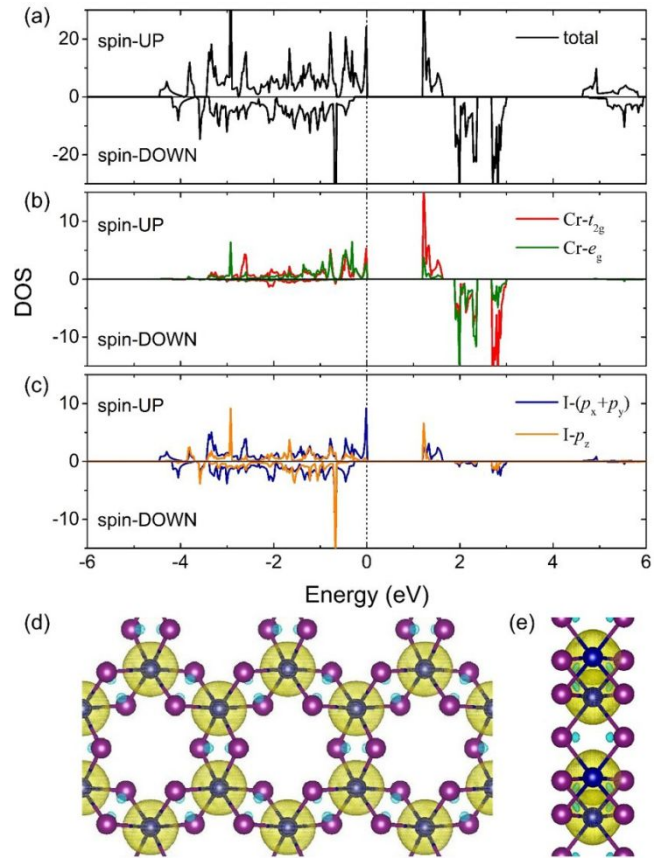 (a)
20
spin-UP
total
0
spin-DOWN
-20
(b)
10
spin-UP
Cr-t2g
Cr-eg
0
DOS
-10
spin-DOWN
(c)
10
spin-UP
I-(px+py)
I-pz
0
-10
spin-DOWN
-6 -4 -2 0 2 4 6
Energy (eV)
(d) (e)